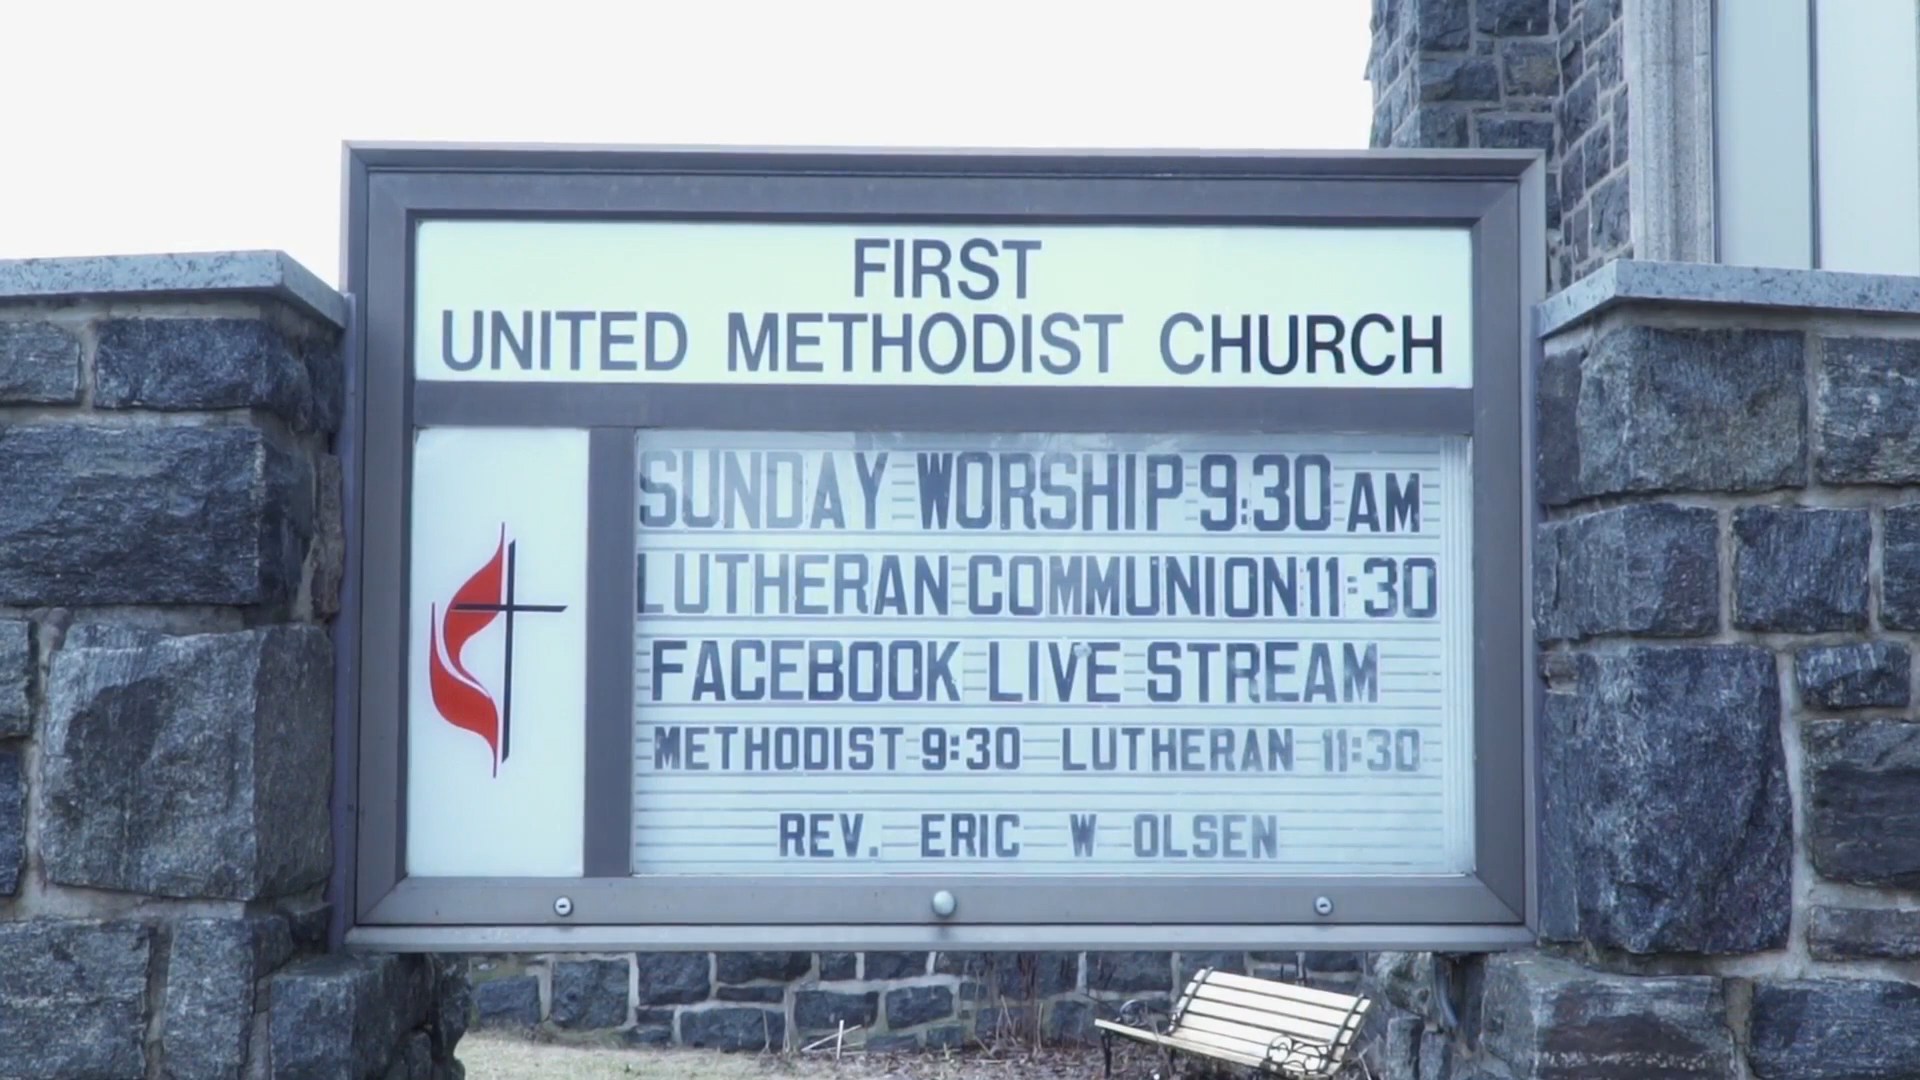 FIRST
UNITED METHODIST CHURCH
SUNDAY WORSHIP 9:30 AM
LUTHERAN COMMUNION 11:30
FACEBOOK LIVE STREAM
METHODIST 9:30 LUTHERAN 11:30
REV. ERIC W OLSEN